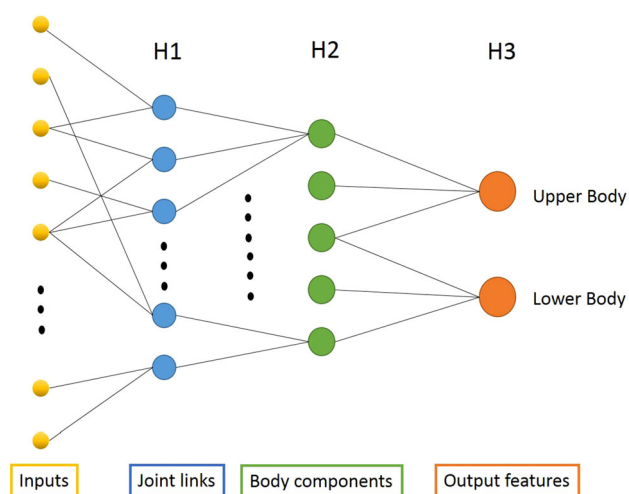 H1
H2
H3
Upper Body
Lower Body
Inputs
Joint links
Body components
Output features